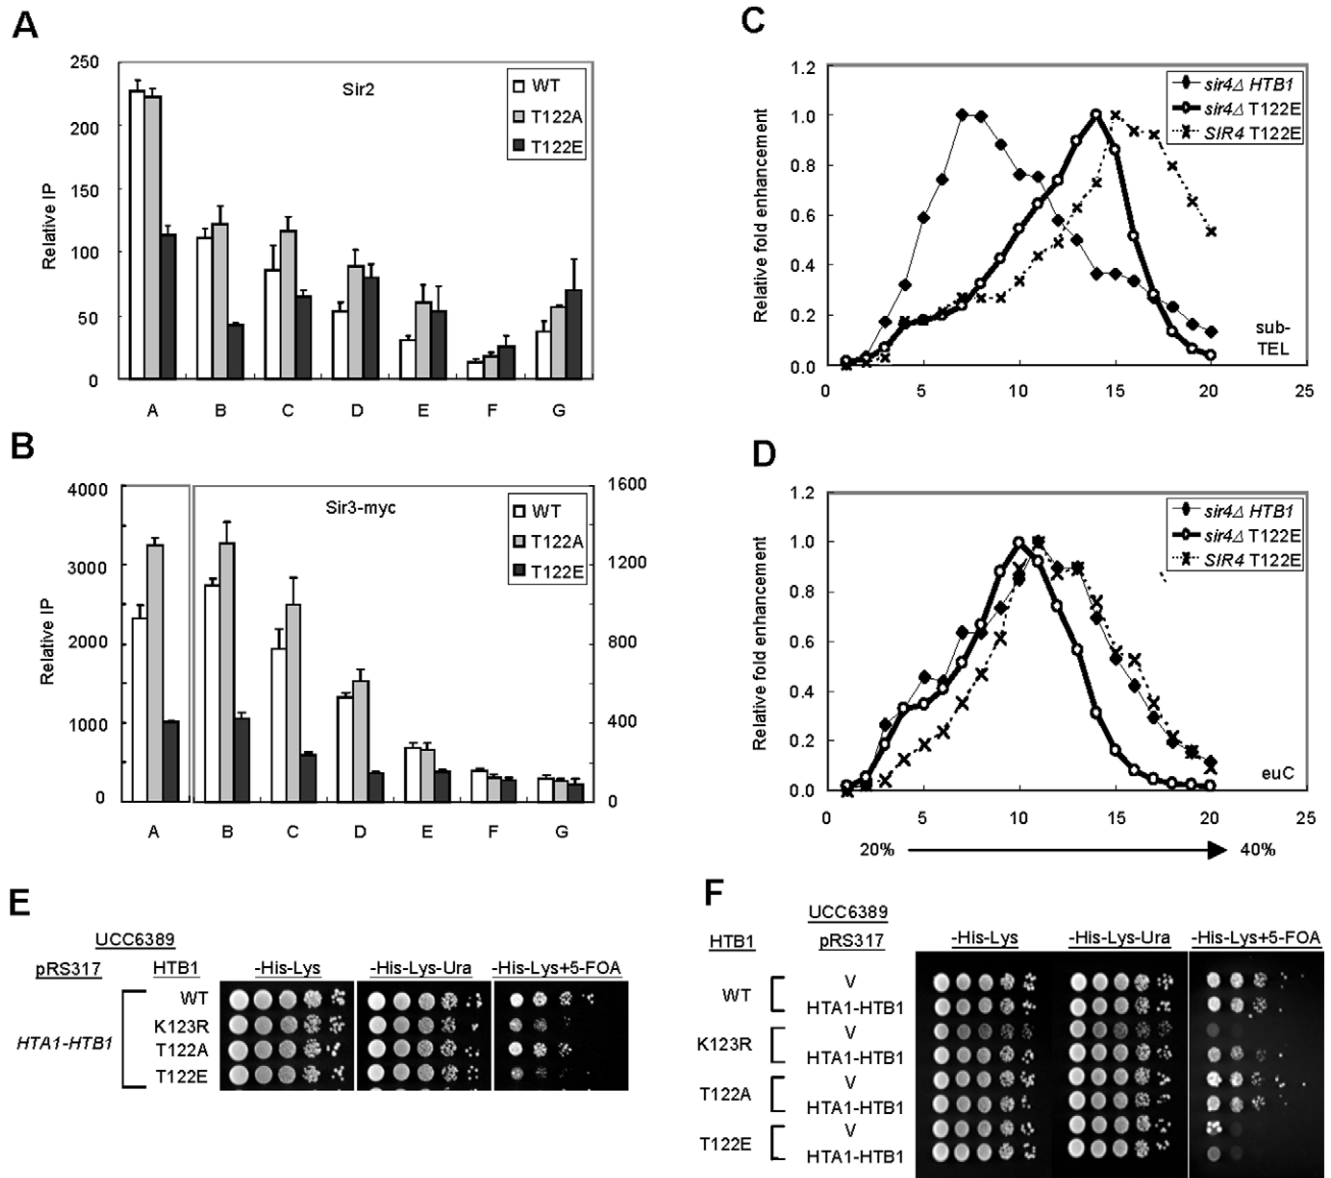 A
250
200
150
100
50
0
Relative IP
Sir2
WT
T122A
T122E
A B C D E F G
B
4000
3000
2000
1000
0
Relative IP
Sir3-myc
WT
T122A
T122E
1600
1200
800
400
0
A B C D E F G
C
1.2
1.0
0.8
0.6
0.4
0.2
0.0
Relative fold enhancement
sir4Δ HTB1
sir4Δ T122E
SIR4 T122E
sub-
TEL
0 5 10 15 20 25
D
1.2
1.0
0.8
0.6
0.4
0.2
0.0
Relative fold enhancement
sir4Δ HTB1
sir4Δ T122E
SIR4 T122E
euC
0 5 10 15 20 25
20% 40%
E
UCC6389
pRS317 HTB1 -His-Lys -His-Lys-Ura -His-Lys+5-FOA
HTA1-HTB1
WT
K123R
T122A
T122E
F
UCC6389
HTB1 pRS317 -His-Lys -His-Lys-Ura -His-Lys+5-FOA
WT
V
HTA1-HTB1
K123R
V
HTA1-HTB1
T122A
V
HTA1-HTB1
T122E
V
HTA1-HTB1